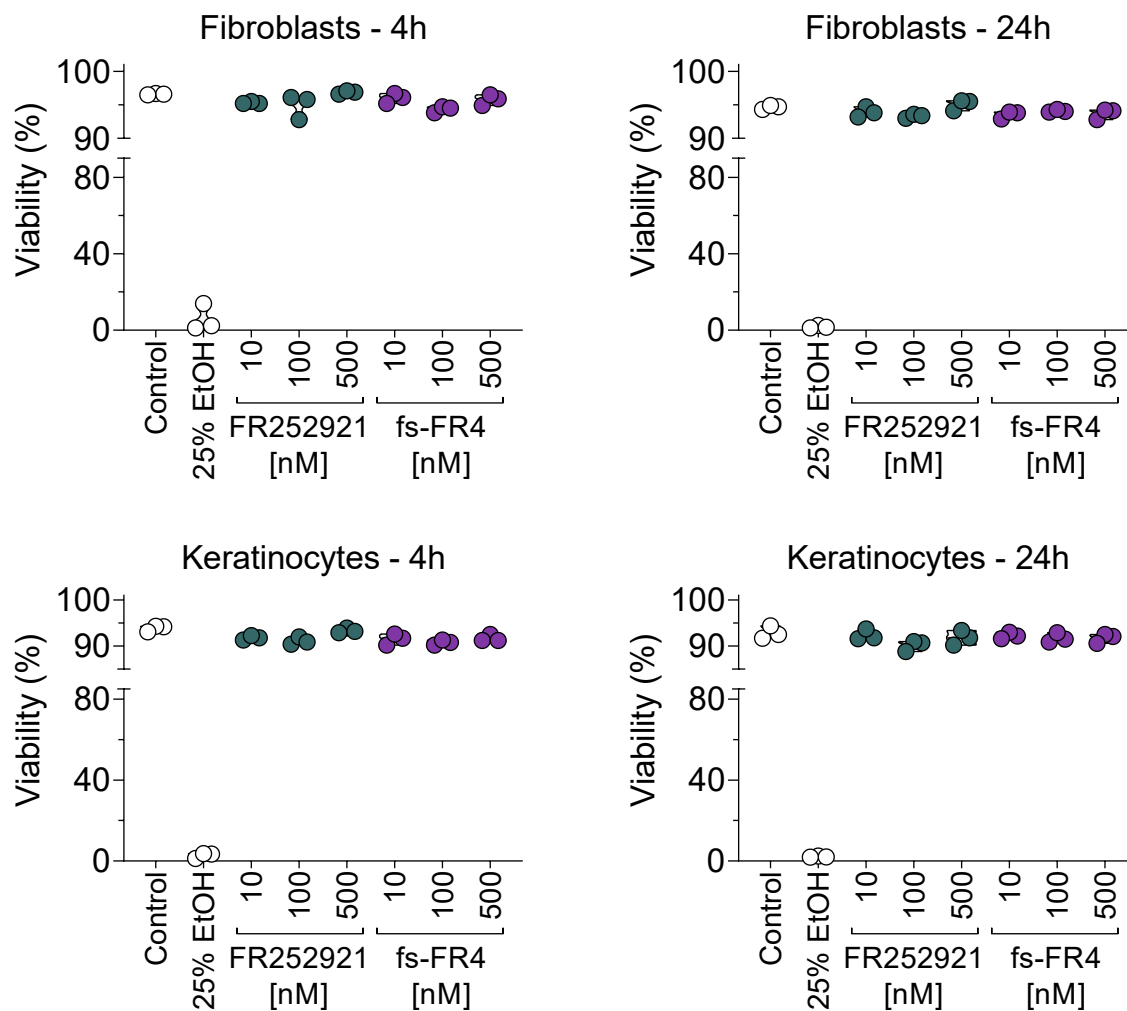 Fibroblasts - 4h
Viability (%)
100
90
80
40
0
Control
25% EtOH
10
100
500
10
100
500
FR252921
[nM]
fs-FR4
[nM]
Fibroblasts - 24h
Viability (%)
100
90
80
40
0
Control
25% EtOH
10
100
500
10
100
500
FR252921
[nM]
fs-FR4
[nM]
Keratinocytes - 4h
Viability (%)
100
90
80
40
0
Control
25% EtOH
10
100
500
10
100
500
FR252921
[nM]
fs-FR4
[nM]
Keratinocytes - 24h
Viability (%)
100
90
80
40
0
Control
25% EtOH
10
100
500
10
100
500
FR252921
[nM]
fs-FR4
[nM]